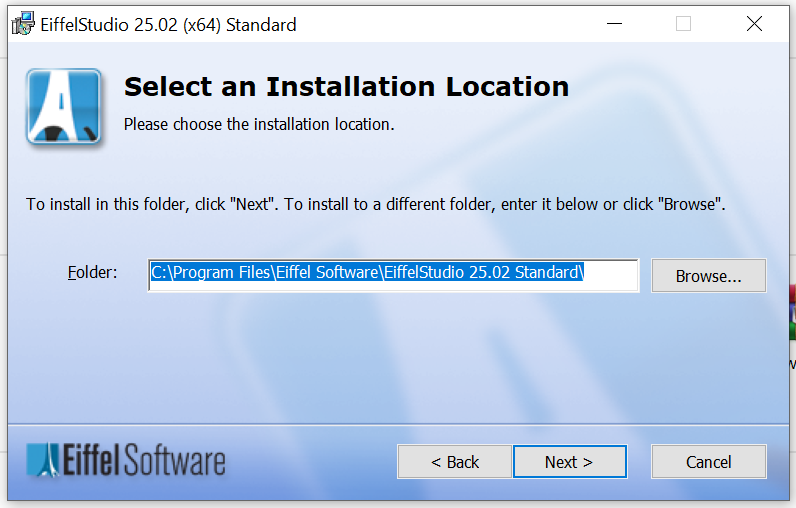 EiffelStudio 25.02 (x64) Standard
Select an Installation Location
Please choose the installation location.
To install in this folder, click "Next". To install to a different folder, enter it below or click "Browse".
Folder:
C:\Program Files\Eiffel Software\EiffelStudio 25.02 Standard\
Browse...
Eiffel Software
< Back
Next >
Cancel